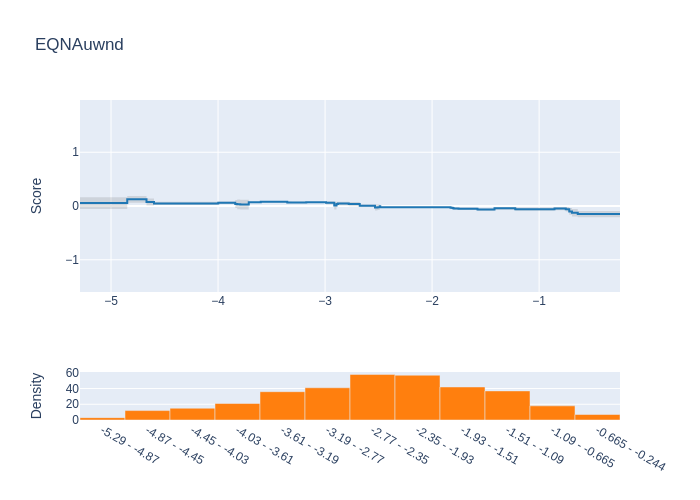 EQNAuwnd
Score
1
0
−1
−5
−4
−3
−2
−1
Density
60
40
20
0
-5.29 - -4.87
-4.87 - -4.45
-4.45 - -4.03
-4.03 - -3.61
-3.61 - -3.19
-3.19 - -2.77
-2.77 - -2.35
-2.35 - -1.93
-1.93 - -1.51
-1.51 - -1.09
-1.09 - -0.665
-0.665 - -0.244